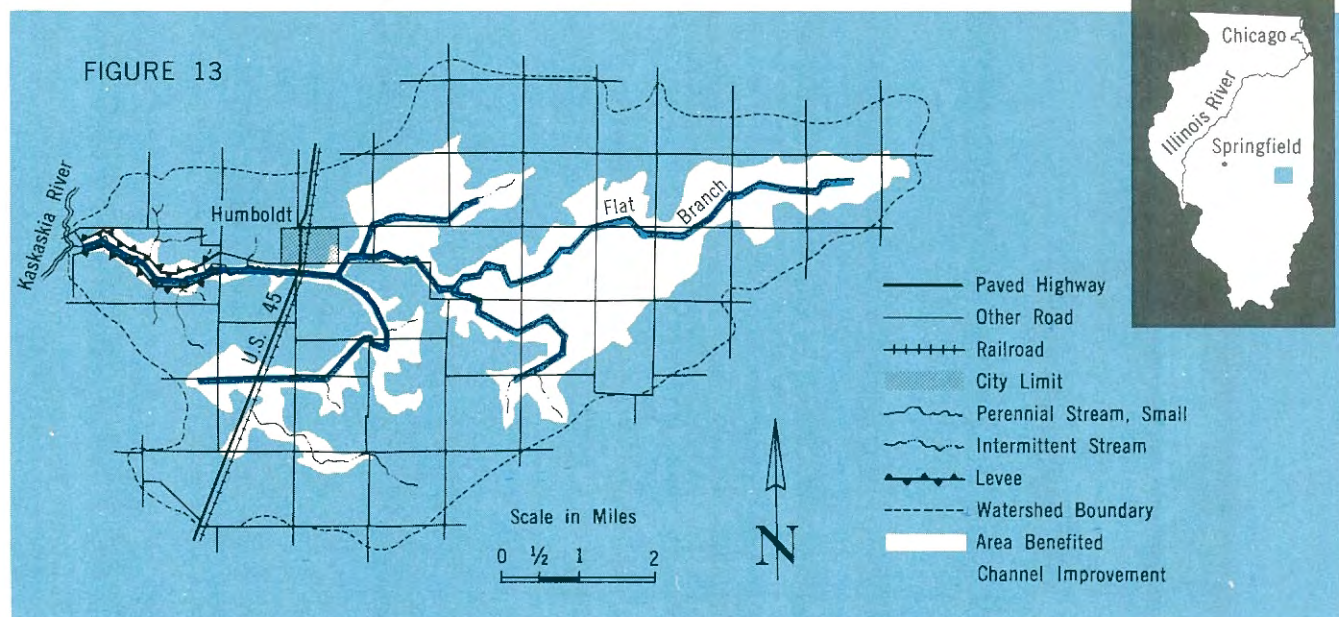 FIGURE 13
Kaskaskia River
Humboldt
U.S. 45
Flat Branch
Scale in Miles
0 ½ 1 2
N
Paved Highway
Other Road
Railroad
City Limit
Perennial Stream, Small
Intermittent Stream
Levee
Watershed Boundary
Area Benefited
Channel Improvement
Chicago
Illinois River
Springfield